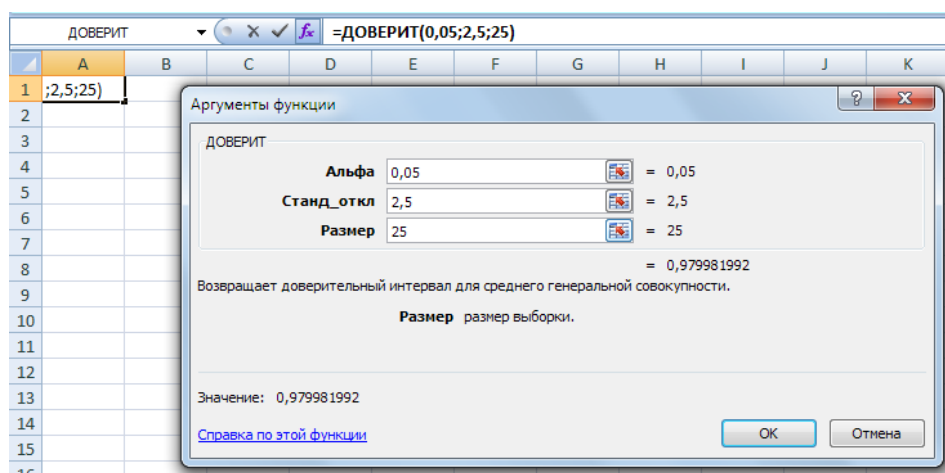 ДОВЕРИТ fx =ДОВЕРИТ(0,05;2,5;25)
A B C D E F G H I J K
1 ;2,5;25)
Аргументы функции ? X
2
3 ДОВЕРИТ
4 Альфа 0,05 = 0,05
5 Станд_откл 2,5 = 2,5
6 Размер 25 = 25
7
8 = 0,979981992
9 Возвращает доверительный интервал для среднего генеральной совокупности.
10 Размер размер выборки.
11
12
13 Значение: 0,979981992
14 Справка по этой функции OK Отмена
15
16